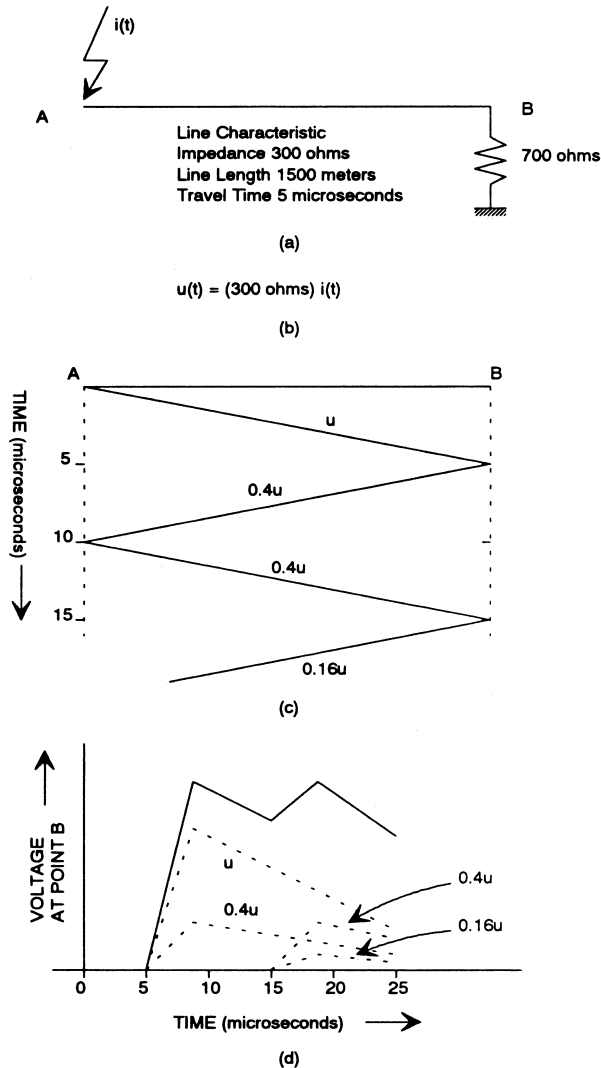 i(t)
A
B
Line Characteristic
Impedance 300 ohms
Line Length 1500 meters
Travel Time 5 microseconds
700 ohms
(a)
u(t) = (300 ohms) i(t)
(b)
A
B
TIME (microseconds)
u
5
0.4u
10
0.4u
15
0.16u
(c)
VOLTAGE
AT POINT B
u
0.4u
0.4u
0.16u
0 5 10 15 20 25
TIME (microseconds)
(d)